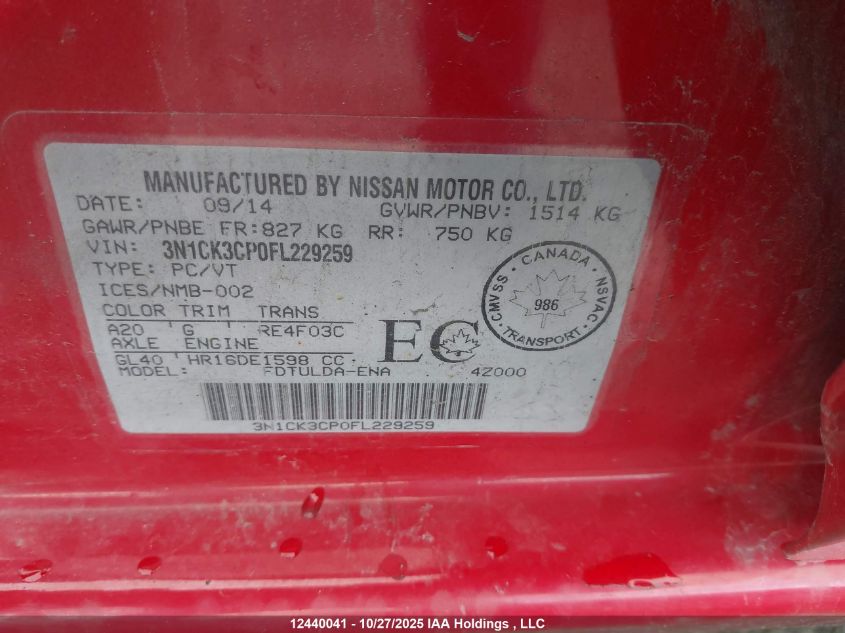 MANUFACTURED BY NISSAN MOTOR CO., LTD.
DATE: 09/14 GVWR/PNBV: 1514 KG
GAWR/PNBE FR:827 KG RR: 750 KG
VIN: 3N1CK3CP0FL229259
TYPE: PC/VT
ICES/NMB-002
COLOR TRIM TRANS
A20 G RE4F03C
AXLE ENGINE
GL40 HR16DE1598 CC
MODEL: FDTULDA-ENA 4Z000
EC
CANADA
CMVSS NSVAC
986
TRANSPORT
3N1CK3CP0FL229259
12440041 - 10/27/2025 IAA Holdings , LLC